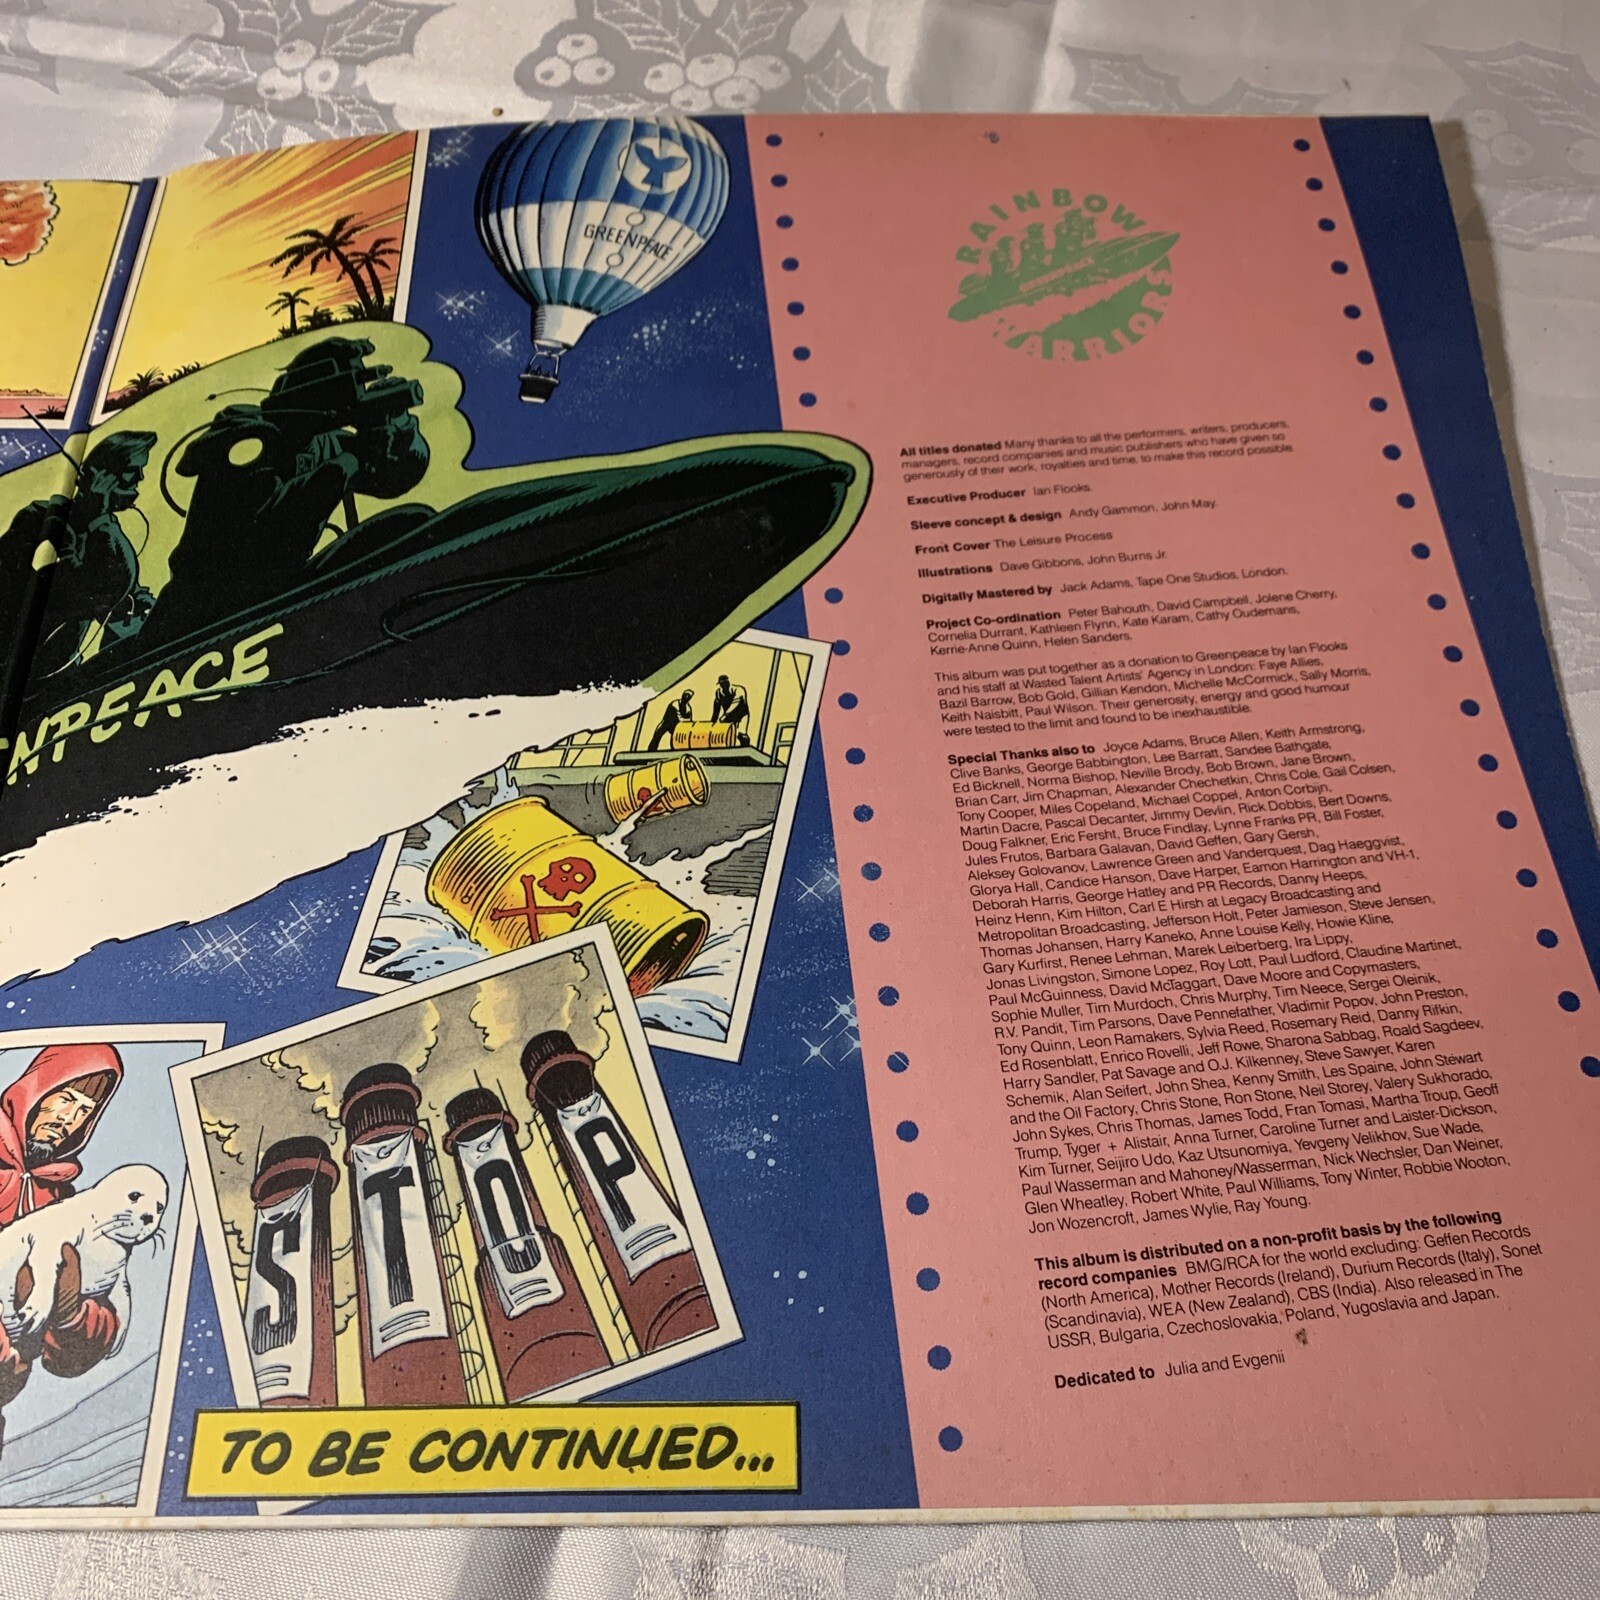 GREENPEACE
RAINBOW
WARRIORS
All titles donated Many thanks to all the performers, writers, producers,
managers, record companies and music publishers who have given so
generously of their work, royalties and time, to make this record possible
Executive Producer Ian Flooks.
Sleeve concept & design Andy Gammon, John May.
Front Cover The Leisure Process
Illustrations Dave Gibbons, John Burns Jr.
Digitally Mastered by Jack Adams, Tape One Studios, London.
Project Co-ordination Peter Bahouth, David Campbell, Jolene Cherry,
Cornelia Durrant, Kathleen Flynn, Kate Karam, Cathy Oudemans,
Kerrie-Anne Quinn, Helen Sanders.
This album was put together as a donation to Greenpeace by Ian Flooks
and his staff at Wasted Talent Artists' Agency in London: Faye Allies,
Bazil Barrow, Bob Gold, Gillian Kendon, Michelle McCormick, Sally Morris,
Keith Naisbitt, Paul Wilson. Their generosity, energy and good humour
were tested to the limit and found to be inexhaustible.
Special Thanks also to Joyce Adams, Bruce Allen, Keith Armstrong,
Clive Banks, George Babbington, Lee Barratt, Sandee Bathgate,
Ed Bicknell, Norma Bishop, Neville Brody, Bob Brown, Jane Brown,
Brian Carr, Jim Chapman, Alexander Chechetkin, Chris Cole, Gail Colsen,
Tony Cooper, Miles Copeland, Michael Coppel, Anton Corbijn,
Martin Dacre, Pascal Decanter, Jimmy Devlin, Rick Dobbis, Bert Downs,
Doug Falkner, Eric Fersht, Bruce Findlay, Lynne Franks PR, Bill Foster,
Jules Frutos, Barbara Galavan, David Geffen, Gary Gersh,
Aleksey Golovanov, Lawrence Green and Vanderquest, Dag Haeggvist,
Glorya Hall, Candice Hanson, Dave Harper, Eamon Harrington and VH-1,
Deborah Harris, George Hatley and PR Records, Danny Heeps,
Heinz Henn, Kim Hilton, Carl E Hirsh at Legacy Broadcasting and
Metropolitan Broadcasting, Jefferson Holt, Peter Jamieson, Steve Jensen,
Thomas Johansen, Harry Kaneko, Anne Louise Kelly, Howie Kline,
Gary Kurfirst, Renee Lehman, Marek Leiberberg, Ira Lippy,
Jonas Livingston, Simone Lopez, Roy Lott, Paul Ludford, Claudine Martinet,
Paul McGuinness, David McTaggart, Dave Moore and Copymasters,
Sophie Muller, Tim Murdoch, Chris Murphy, Tim Neece, Sergei Oleinik,
R.V. Pandit, Tim Parsons, Dave Pennefather, Vladimir Popov, John Preston,
Tony Quinn, Leon Ramakers, Sylvia Reed, Rosemary Reid, Danny Rifkin,
Ed Rosenblatt, Enrico Rovelli, Jeff Rowe, Sharona Sabbag, Roald Sagdeev,
Harry Sandler, Pat Savage and O.J. Kilkenney, Steve Sawyer, Karen
Schemik, Alan Seifert, John Shea, Kenny Smith, Les Spaine, John Stewart
and the Oil Factory, Chris Stone, Ron Stone, Neil Storey, Valery Sukhorado,
John Sykes, Chris Thomas, James Todd, Fran Tomasi, Martha Troup, Geoff
Trump, Tyger + Alistair, Anna Turner, Caroline Turner and Laister-Dickson,
Kim Turner, Seijiro Udo, Kaz Utsunomiya, Yevgeny Velikhov, Sue Wade,
Paul Wasserman and Mahoney/Wasserman, Nick Wechsler, Dan Weiner,
Glen Wheatley, Robert White, Paul Williams, Tony Winter, Robbie Wooton,
Jon Wozencroft, James Wylie, Ray Young.
This album is distributed on a non-profit basis by the following
record companies BMG/RCA for the world excluding: Geffen Records
(North America), Mother Records (Ireland), Durium Records (Italy), Sonet
(Scandinavia), WEA (New Zealand), CBS (India). Also released in The
USSR, Bulgaria, Czechoslovakia, Poland, Yugoslavia and Japan.
Dedicated to Julia and Evgenii
ENPEACE
STOP
TO BE CONTINUED...